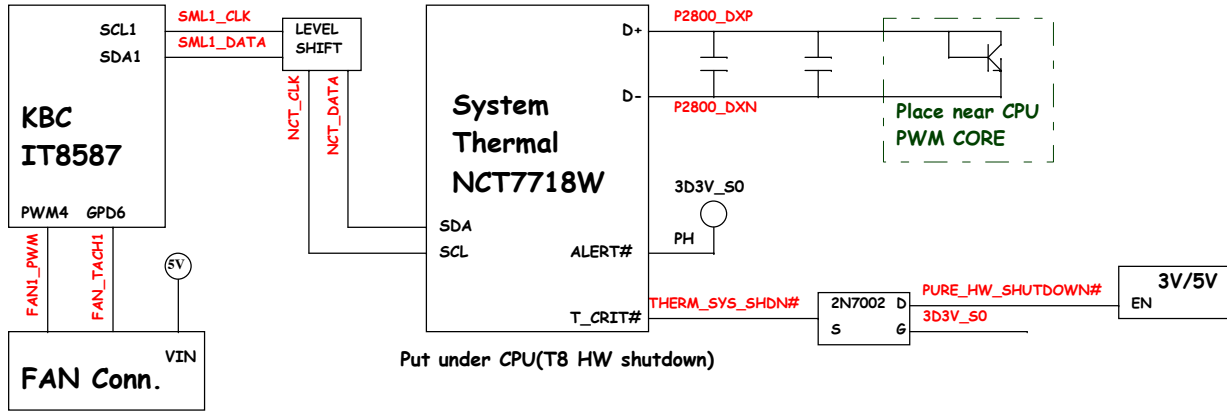 SML1_CLK
SCL1
SML1_DATA
SDA1
LEVEL
SHIFT
KBC
IT8587
NCT_CLK
NCT_DATA
PWM4
GPD6
FAN1_PWM
FAN_TACH1
5V
VIN
FAN Conn.
System
Thermal
NCT7718W
D+
D-
SDA
SCL
ALERT#
T_CRIT#
P2800_DXP
P2800_DXN
Place near CPU
PWM CORE
3D3V_S0
PH
THERM_SYS_SHDN#
2N7002
D
S
G
PURE_HW_SHUTDOWN#
3D3V_S0
3V/5V
EN
Put under CPU(T8 HW shutdown)